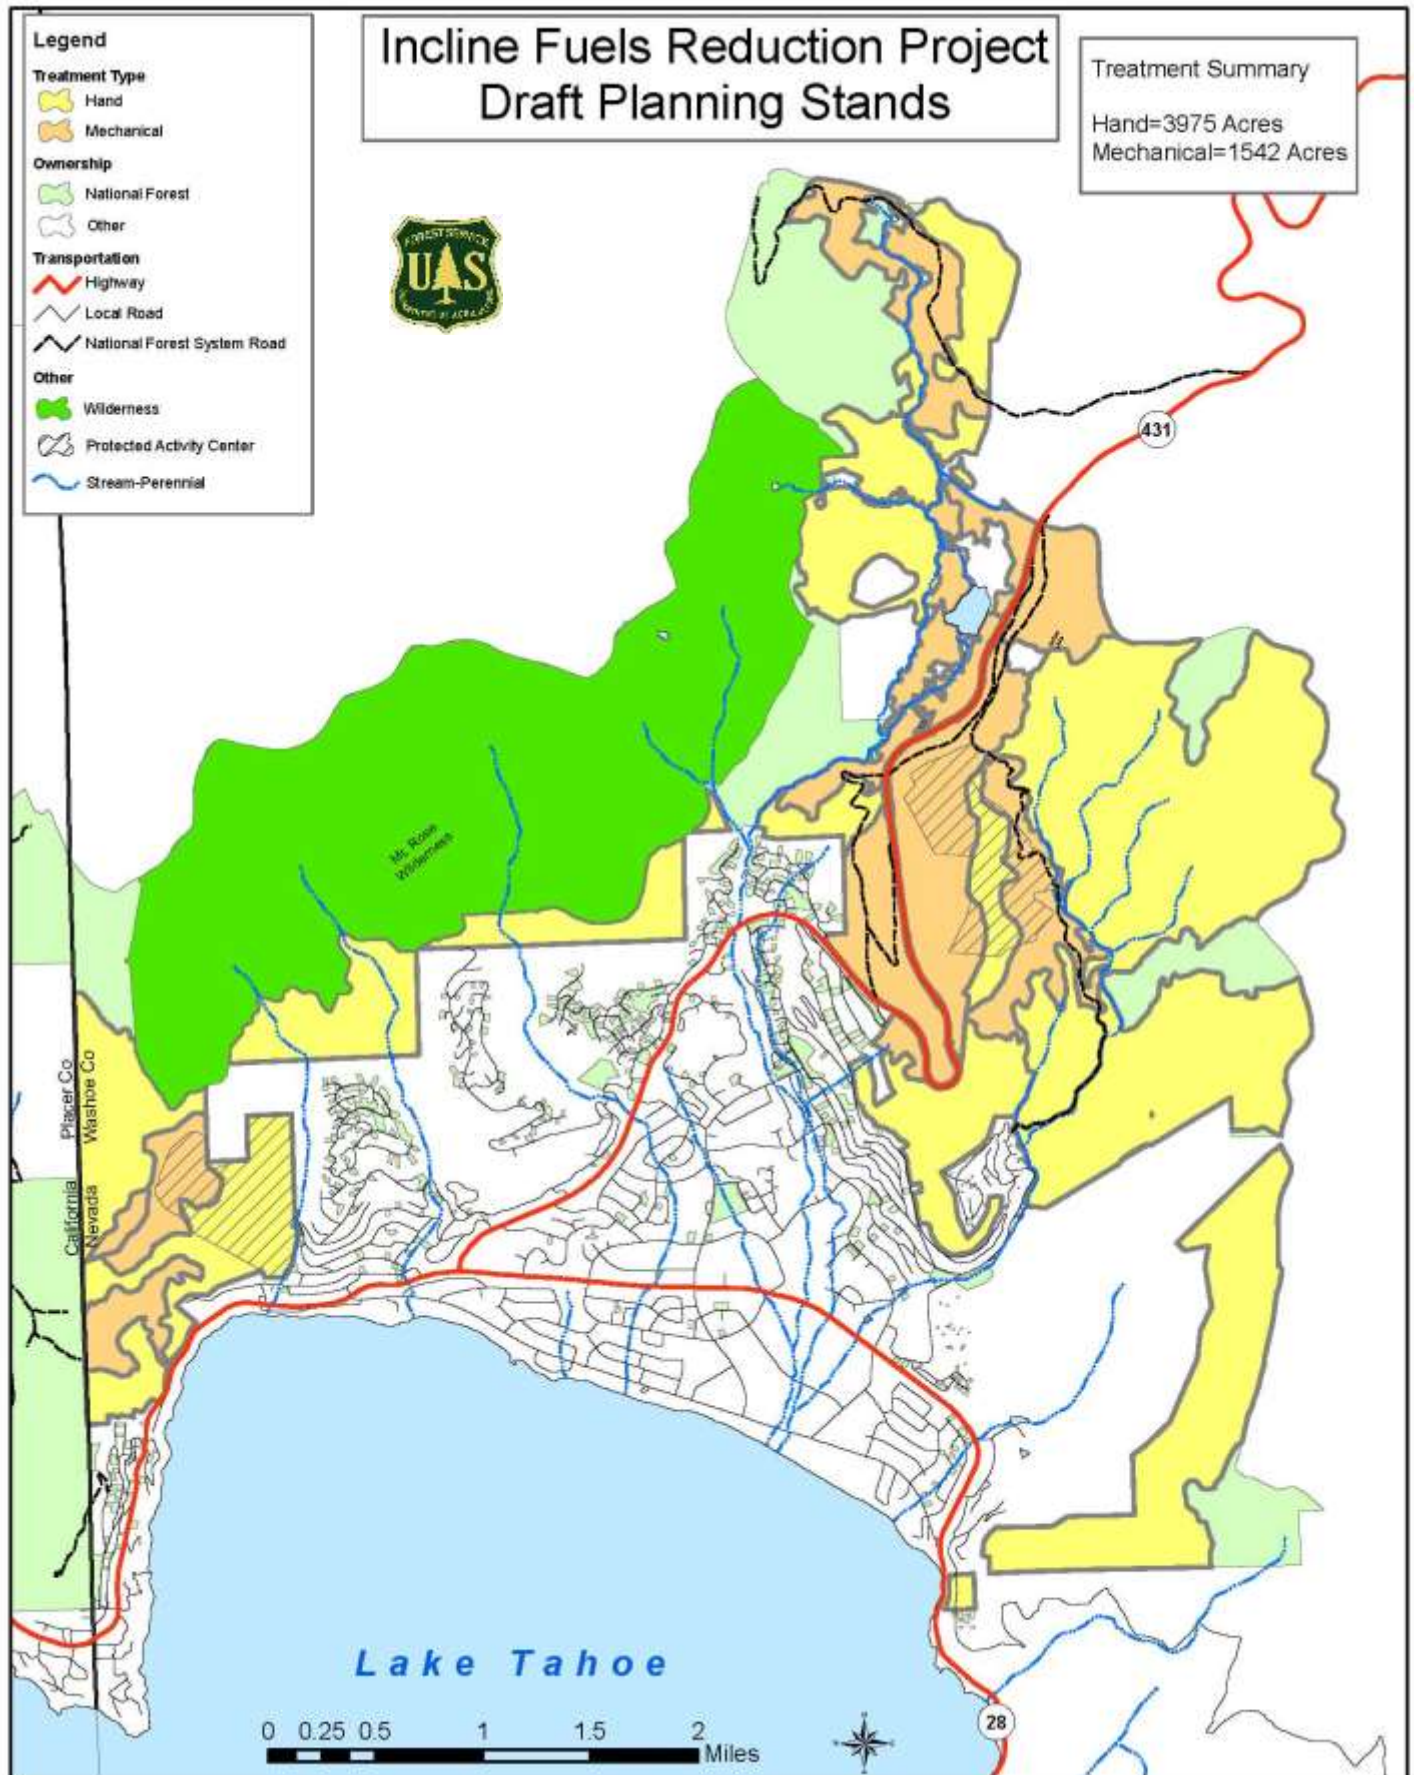 Legend
Treatment Type
Hand
Mechanical
Ownership
National Forest
Other
Transportation
Highway
Local Road
National Forest System Road
Other
Wilderness
Protected Activity Center
Stream-Perennial
Incline Fuels Reduction Project
Draft Planning Stands
Treatment Summary
Hand=3975 Acres
Mechanical=1542 Acres
FOREST SERVICE
UAS
431
Mt. Rose
Wilderness
Placer Co
Washoe Co
California
Nevada
Lake Tahoe
0 0.25 0.5 1 1.5 2
Miles
28